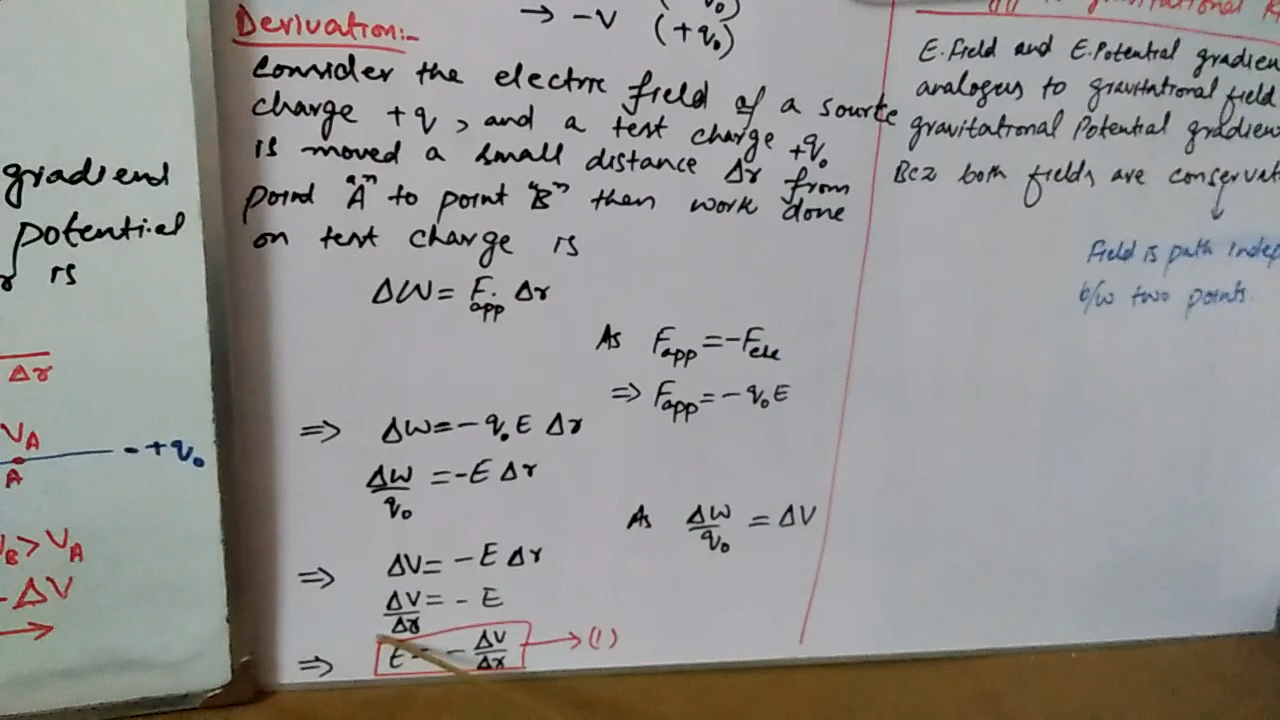 gradiend
potential
is
Δr
V_A
A
+q₀
V_B > V_A
-ΔV
→ -V (+q₀)
Derivation:-
Consider the electric field of a source
charge +q, and a test charge +q₀
is moved a small distance Δr from
point "A" to point "B" then work done
on test charge is
ΔW = F_app . Δr
As F_app = -F_ele
⇒ F_app = -q₀E
⇒ ΔW = -q₀E Δr
ΔW/q₀ = -E Δr
As ΔW/q₀ = ΔV
⇒ ΔV = -E Δr
ΔV/Δr = -E
⇒ E = -ΔV/Δr → (1)
E.field and E.Potential gradien
analogus to gravitational field
gravitational Potential gradien
Bcz both fields are conservat
Field is path indep
b/w two points.